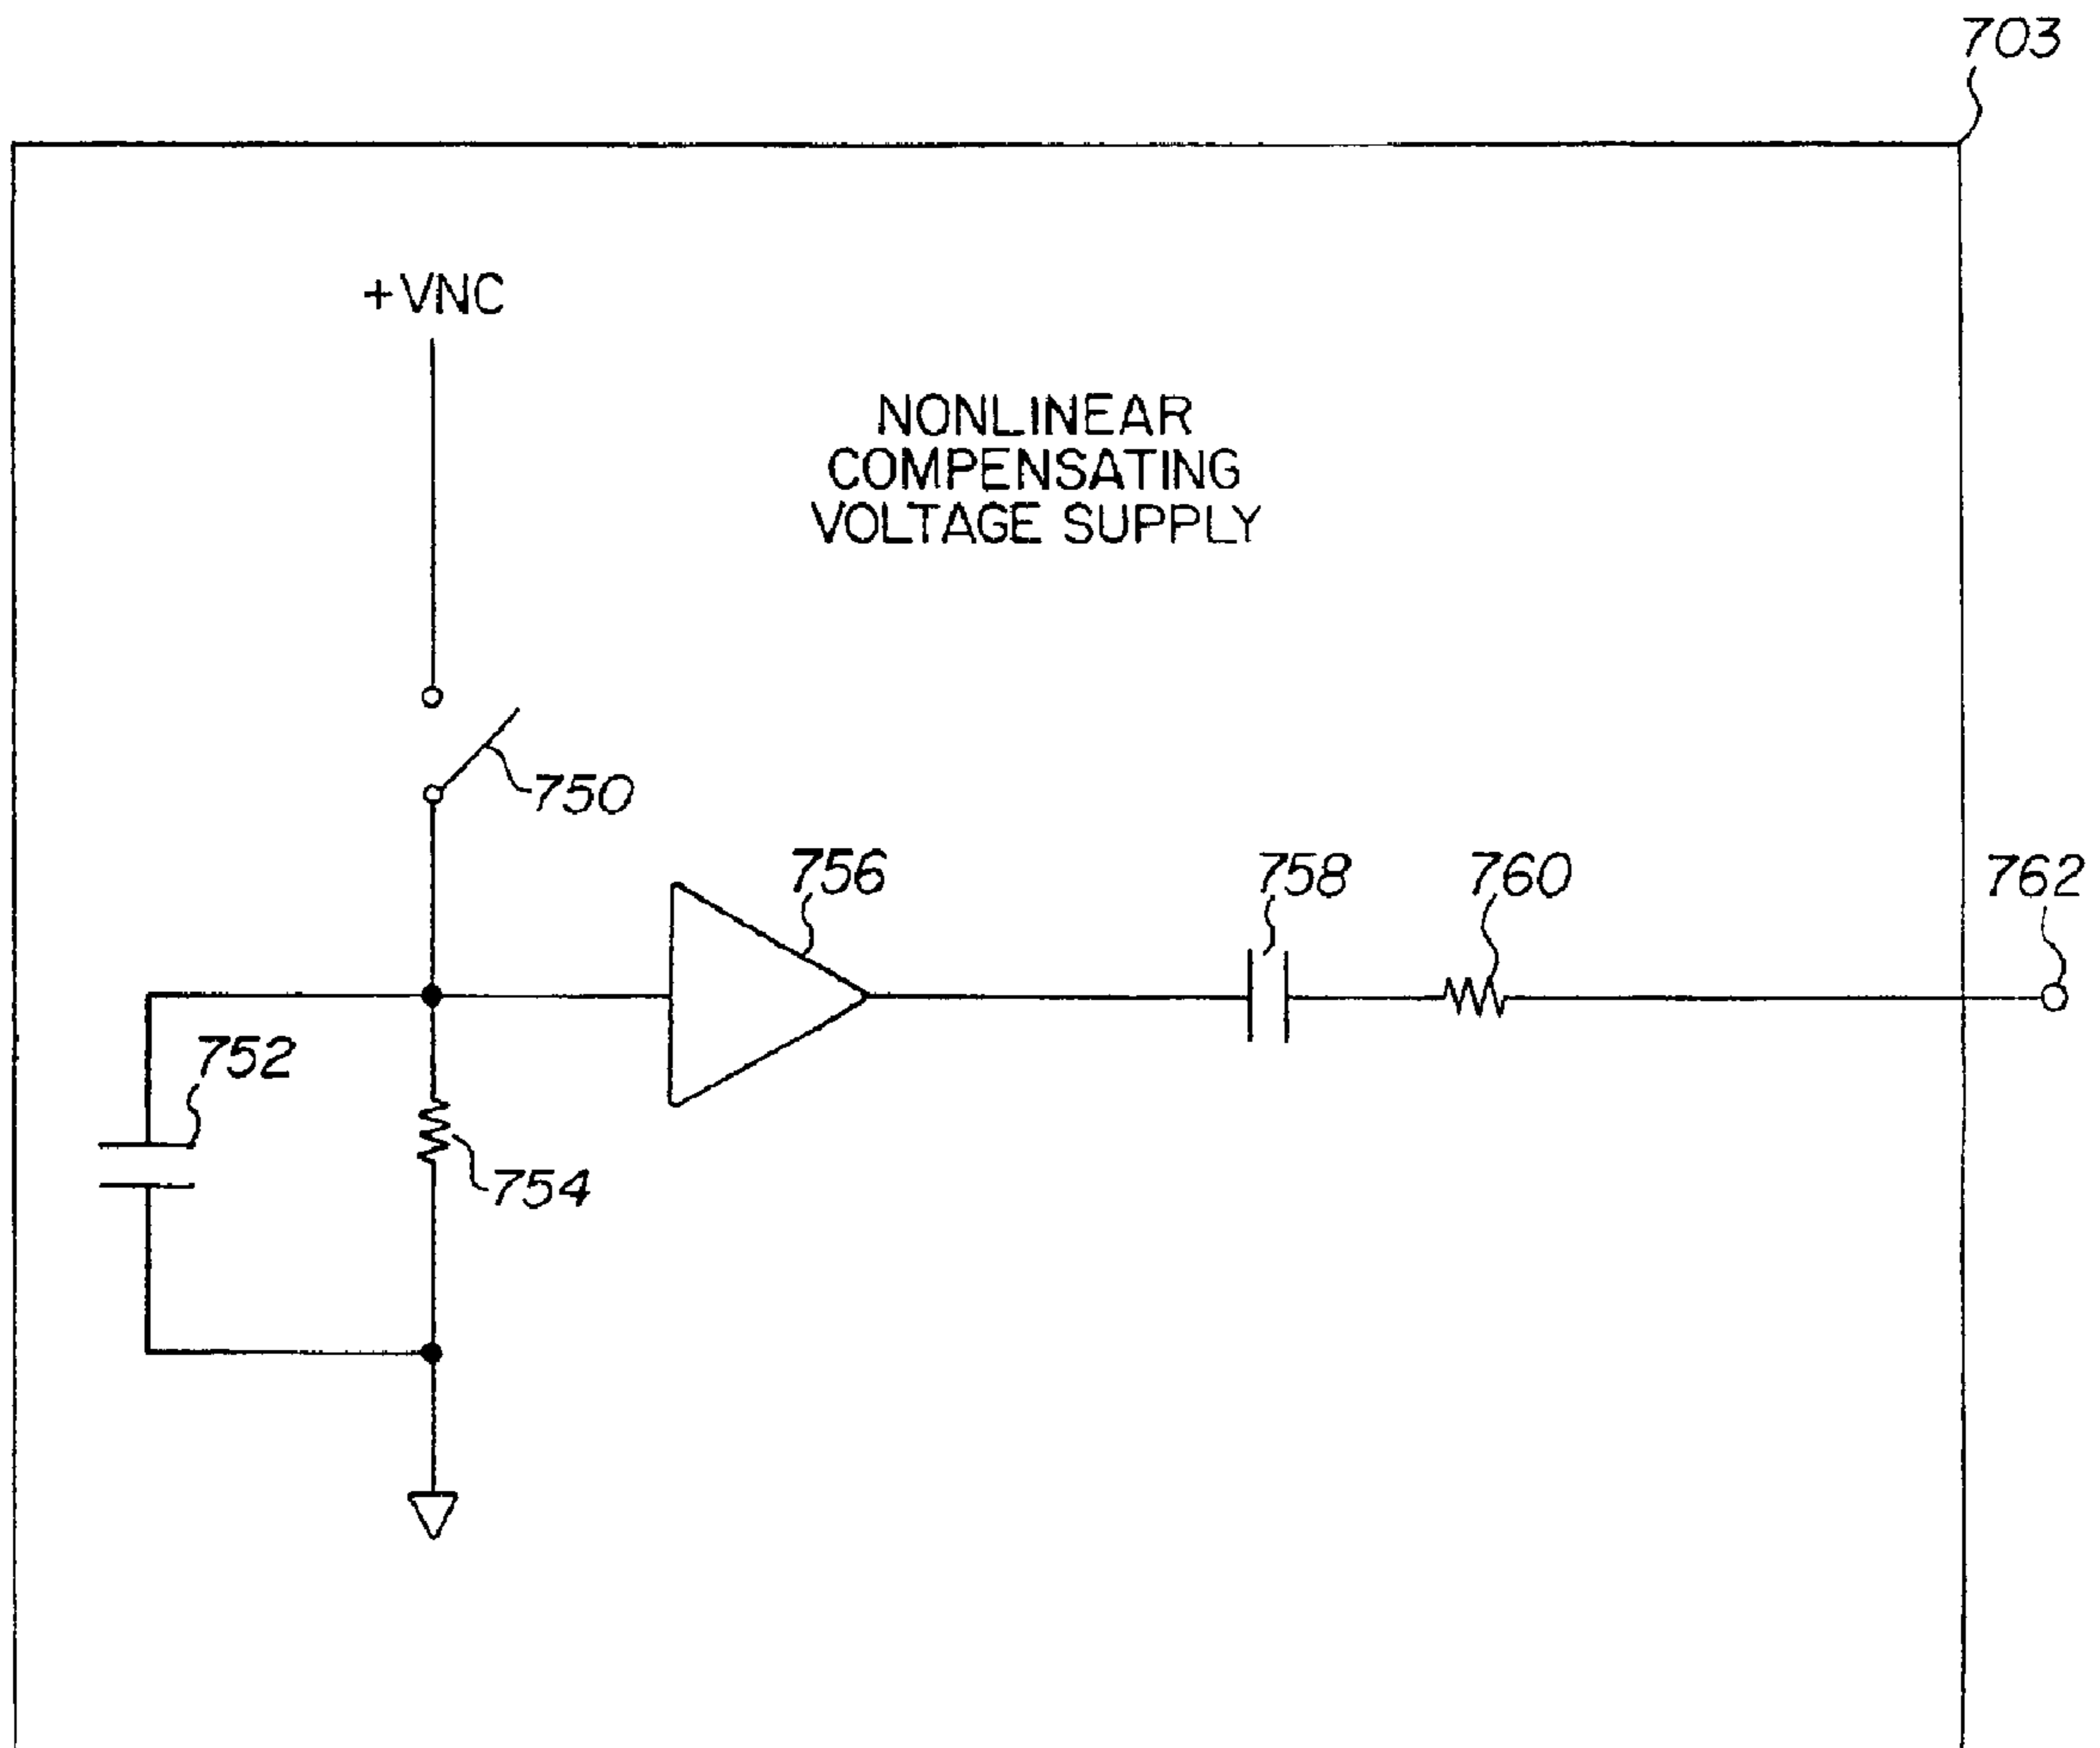 703
+VNC
NONLINEAR
COMPENSATING
VOLTAGE SUPPLY
750
756
758
760
762
752
754